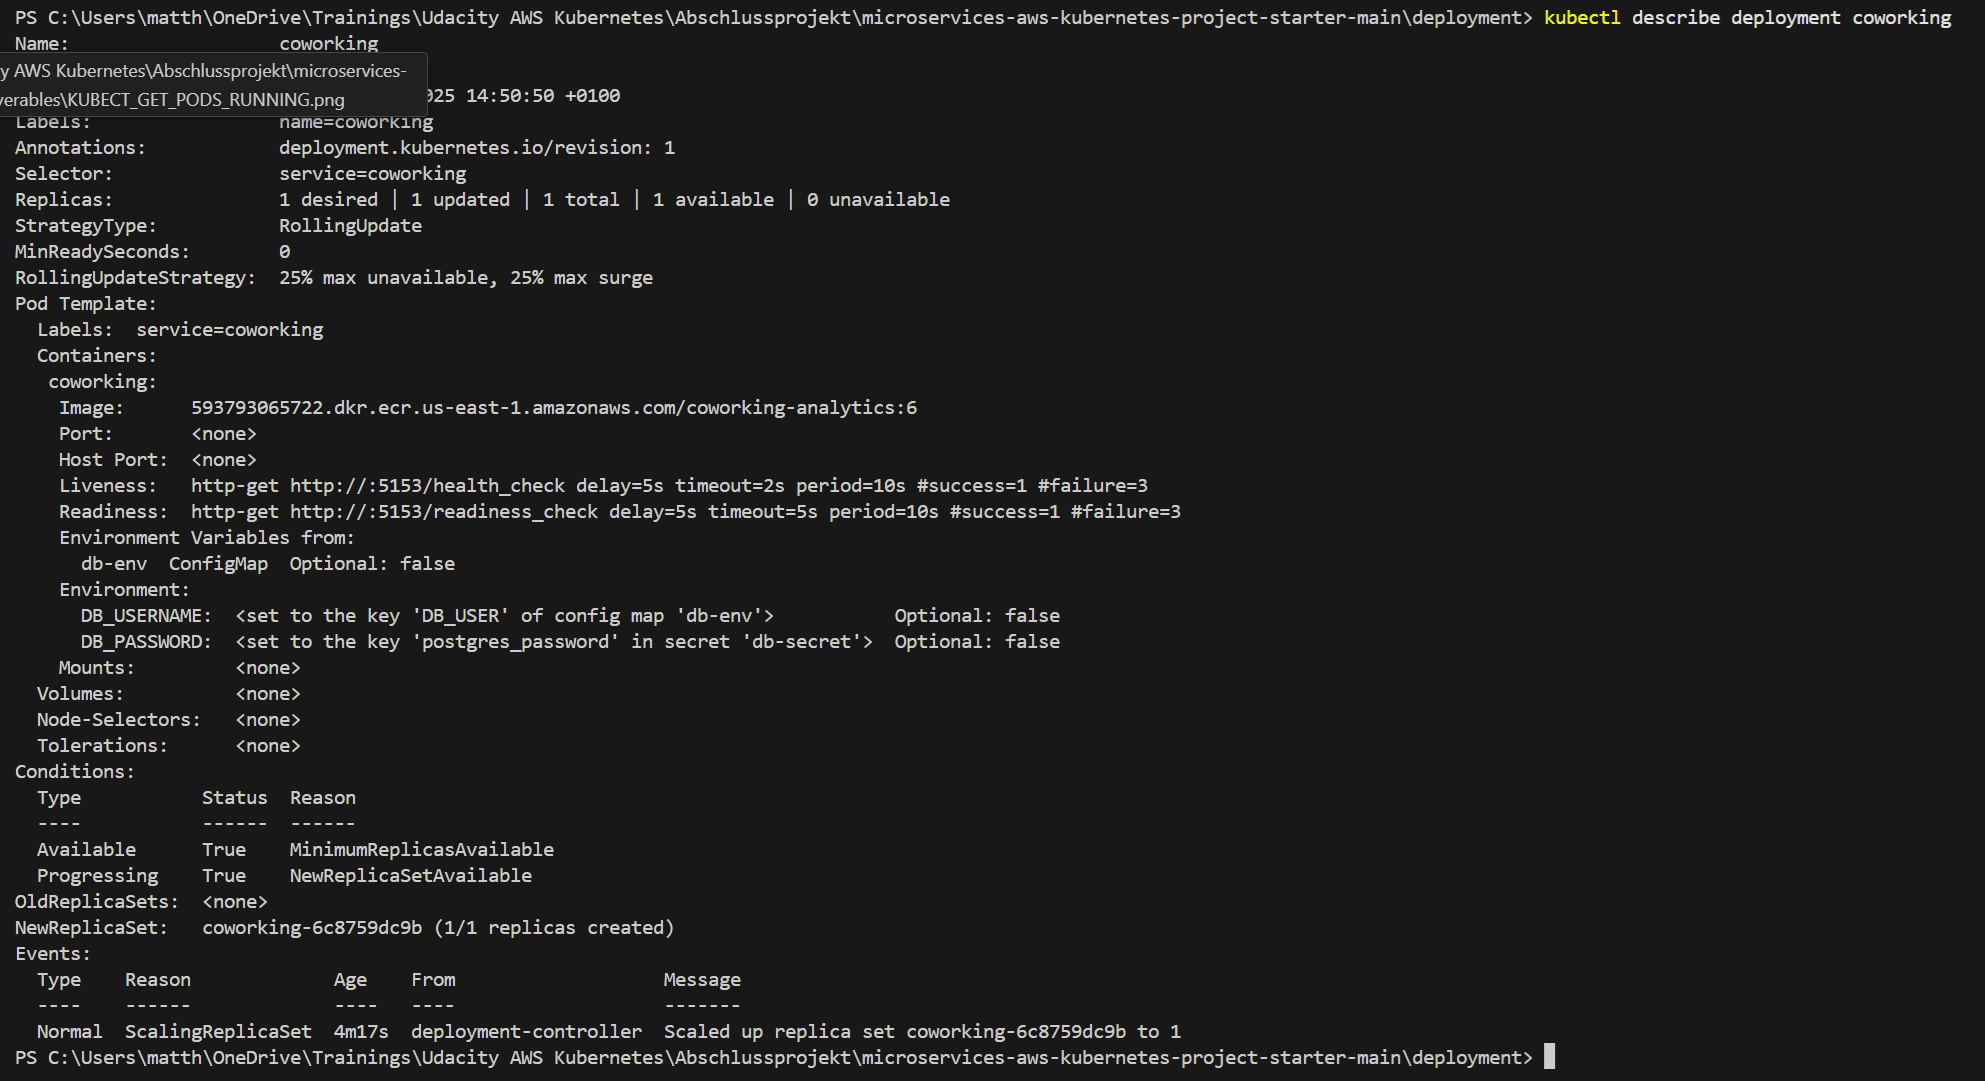 PS C:\Users\matth\OneDrive\Trainings\Udacity AWS Kubernetes\Abschlussprojekt\microservices-aws-kubernetes-project-starter-main\deployment> kubectl describe deployment coworking
Name:                   coworking
y AWS Kubernetes\Abschlussprojekt\microservices-
verables\KUBECT_GET_PODS_RUNNING.png
025 14:50:50 +0100
Labels:                 name=coworking
Annotations:            deployment.kubernetes.io/revision: 1
Selector:               service=coworking
Replicas:               1 desired | 1 updated | 1 total | 1 available | 0 unavailable
StrategyType:           RollingUpdate
MinReadySeconds:        0
RollingUpdateStrategy:  25% max unavailable, 25% max surge
Pod Template:
  Labels:  service=coworking
  Containers:
   coworking:
    Image:      593793065722.dkr.ecr.us-east-1.amazonaws.com/coworking-analytics:6
    Port:       <none>
    Host Port:  <none>
    Liveness:   http-get http://:5153/health_check delay=5s timeout=2s period=10s #success=1 #failure=3
    Readiness:  http-get http://:5153/readiness_check delay=5s timeout=5s period=10s #success=1 #failure=3
    Environment Variables from:
      db-env  ConfigMap  Optional: false
    Environment:
      DB_USERNAME:  <set to the key 'DB_USER' of config map 'db-env'>           Optional: false
      DB_PASSWORD:  <set to the key 'postgres_password' in secret 'db-secret'>  Optional: false
    Mounts:         <none>
  Volumes:          <none>
  Node-Selectors:   <none>
  Tolerations:      <none>
Conditions:
  Type           Status  Reason
  ----           ------  ------
  Available      True    MinimumReplicasAvailable
  Progressing    True    NewReplicaSetAvailable
OldReplicaSets:  <none>
NewReplicaSet:   coworking-6c8759dc9b (1/1 replicas created)
Events:
  Type    Reason             Age    From                   Message
  ----    ------             ----   ----                   -------
  Normal  ScalingReplicaSet  4m17s  deployment-controller  Scaled up replica set coworking-6c8759dc9b to 1
PS C:\Users\matth\OneDrive\Trainings\Udacity AWS Kubernetes\Abschlussprojekt\microservices-aws-kubernetes-project-starter-main\deployment>